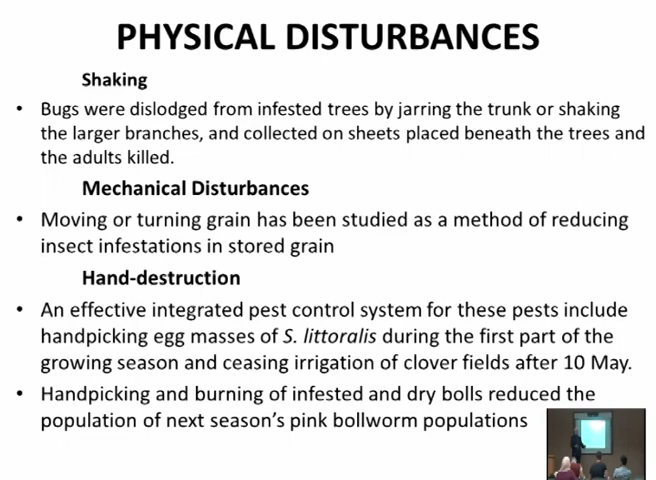 PHYSICAL DISTURBANCES
Shaking
• Bugs were dislodged from infested trees by jarring the trunk or shaking
the larger branches, and collected on sheets placed beneath the trees and
the adults killed.
Mechanical Disturbances
• Moving or turning grain has been studied as a method of reducing
insect infestations in stored grain
Hand-destruction
• An effective integrated pest control system for these pests include
handpicking egg masses of S. littoralis during the first part of the
growing season and ceasing irrigation of clover fields after 10 May.
• Handpicking and burning of infested and dry bolls reduced the
population of next season's pink bollworm populations